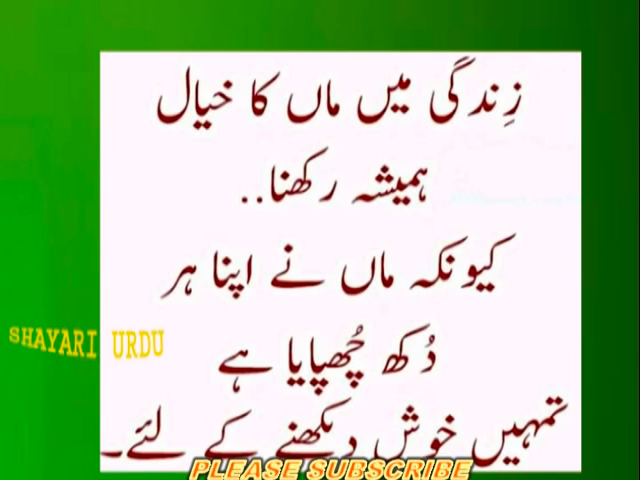 زِندگی میں ماں کا خیال
ہمیشہ رکھنا..
کیونکہ ماں نے اپنا ہر
دُکھ چُھپایا ہے
تمہیں خوش دیکھنے کے لئے۔
SHAYARI URDU
PLEASE SUBSCRIBE